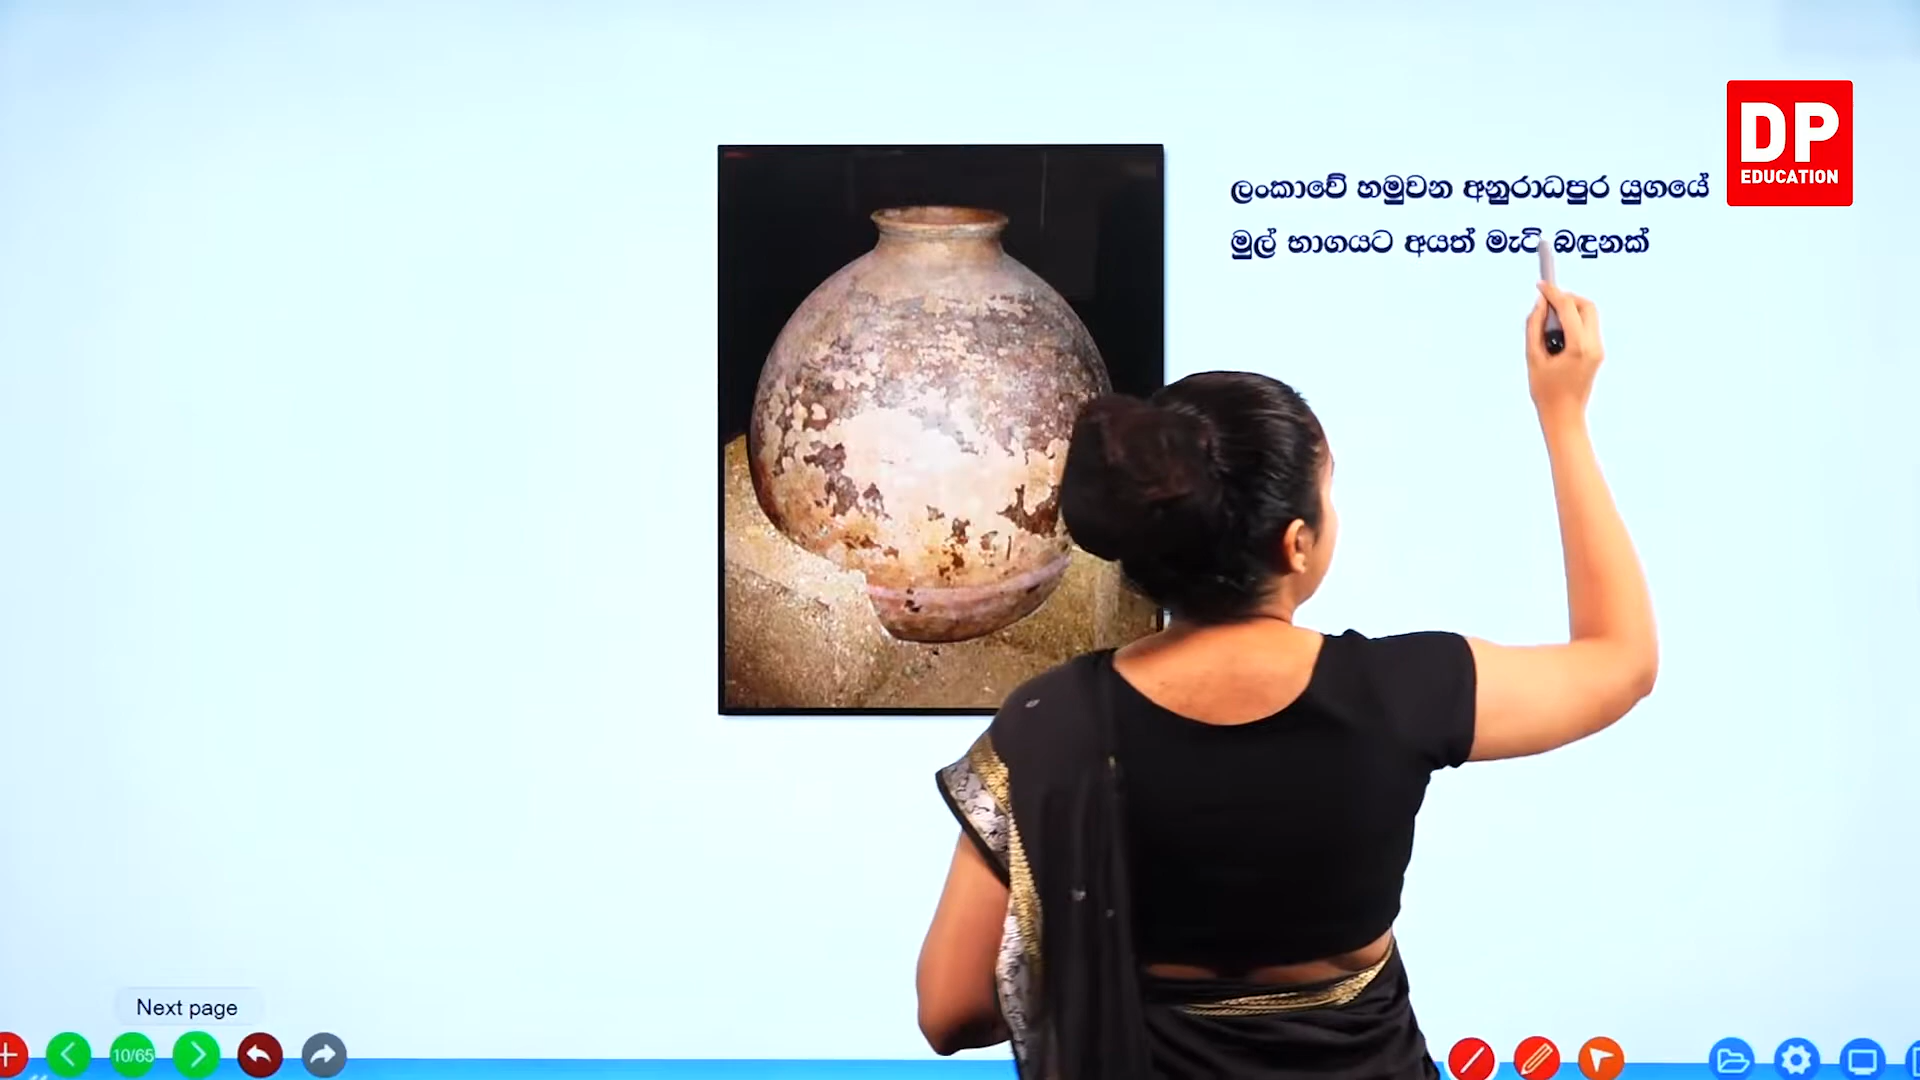 DP
EDUCATION
ලංකාවේ හමුවන අනුරාධපුර යුගයේ
මුල් භාගයට අයත් මැටි බඳුනක්
Next page
10/65